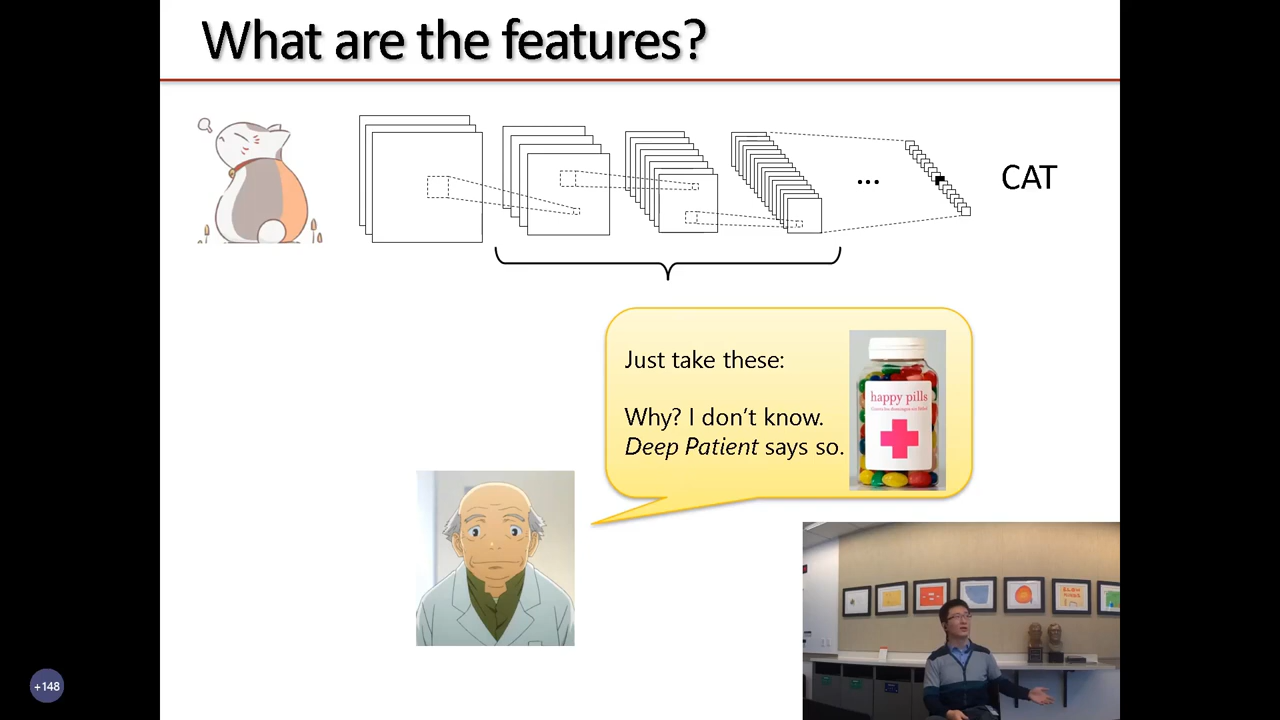 What are the features?
...
CAT
Just take these:
happy pills
Why? I don't know.
Deep Patient says so.
+148